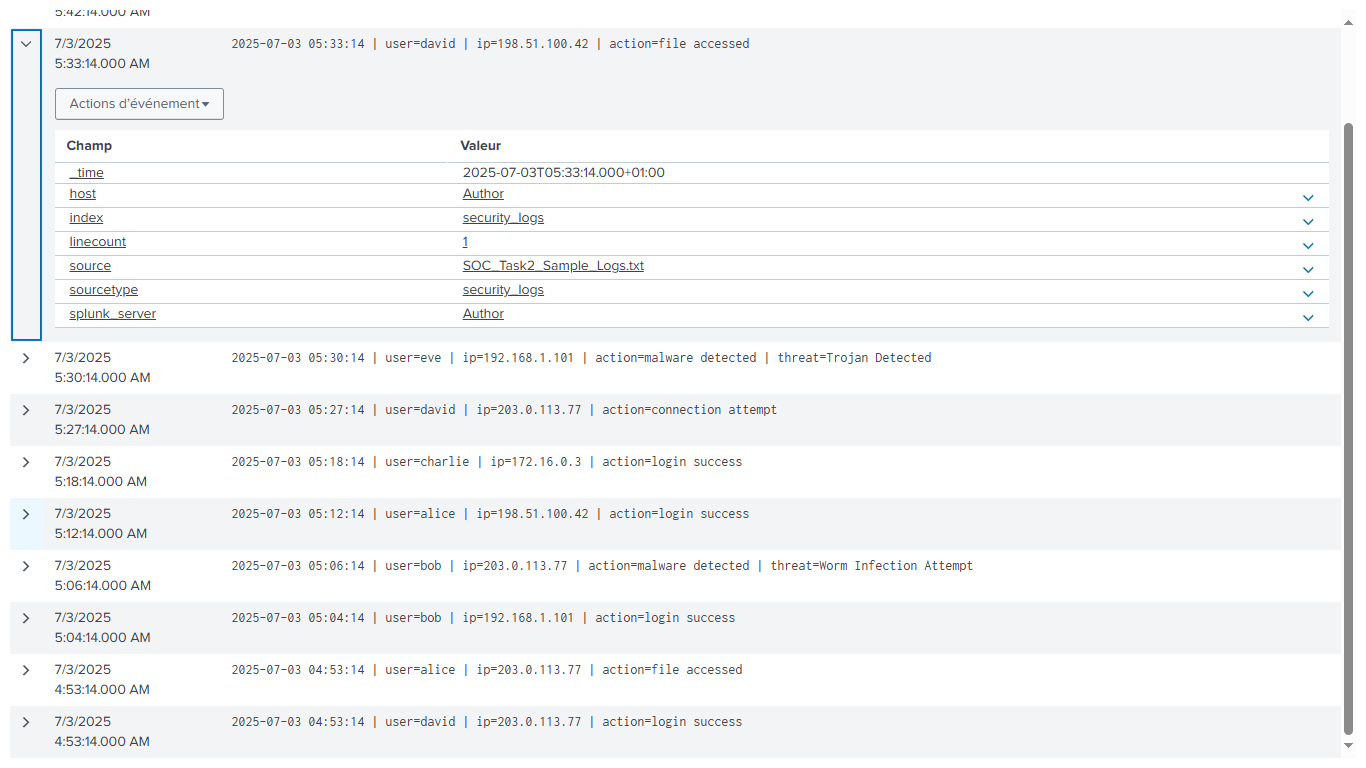 5:42:14.000 AM
7/3/2025 2025-07-03 05:33:14 | user=david | ip=198.51.100.42 | action=file accessed
5:33:14.000 AM
Actions d'événement
Champ Valeur
_time 2025-07-03T05:33:14.000+01:00
host Author
index security_logs
linecount 1
source SOC_Task2_Sample_Logs.txt
sourcetype security_logs
splunk_server Author
7/3/2025 2025-07-03 05:30:14 | user=eve | ip=192.168.1.101 | action=malware detected | threat=Trojan Detected
5:30:14.000 AM
7/3/2025 2025-07-03 05:27:14 | user=david | ip=203.0.113.77 | action=connection attempt
5:27:14.000 AM
7/3/2025 2025-07-03 05:18:14 | user=charlie | ip=172.16.0.3 | action=login success
5:18:14.000 AM
7/3/2025 2025-07-03 05:12:14 | user=alice | ip=198.51.100.42 | action=login success
5:12:14.000 AM
7/3/2025 2025-07-03 05:06:14 | user=bob | ip=203.0.113.77 | action=malware detected | threat=Worm Infection Attempt
5:06:14.000 AM
7/3/2025 2025-07-03 05:04:14 | user=bob | ip=192.168.1.101 | action=login success
5:04:14.000 AM
7/3/2025 2025-07-03 04:53:14 | user=alice | ip=203.0.113.77 | action=file accessed
4:53:14.000 AM
7/3/2025 2025-07-03 04:53:14 | user=david | ip=203.0.113.77 | action=login success
4:53:14.000 AM